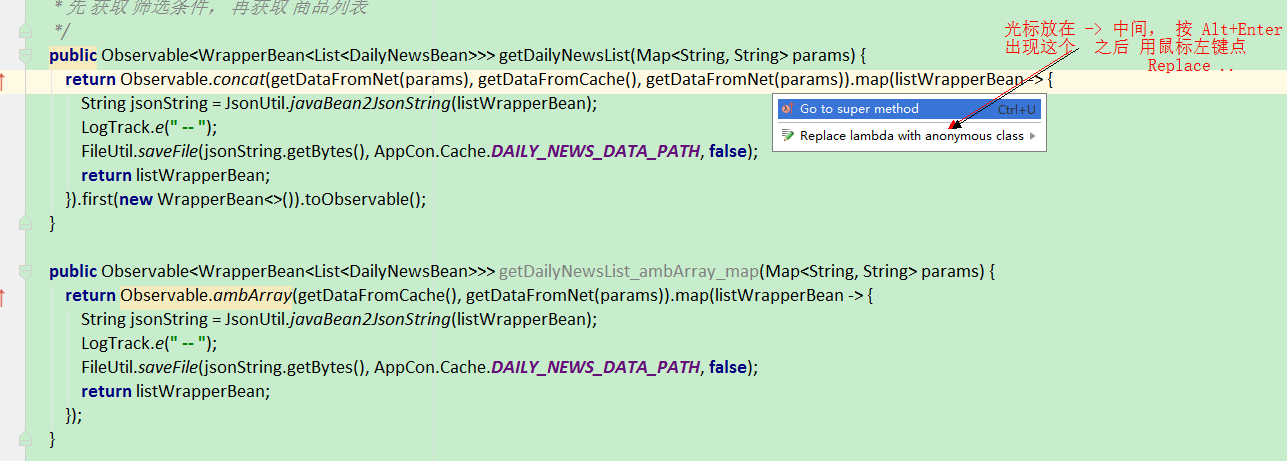 * 先 获取 筛选条件， 再获取 商品列表
*/
光标放在 -> 中间， 按 Alt+Enter
出现这个 之后 用鼠标左键点
Replace ..
public Observable<WrapperBean<List<DailyNewsBean>>> getDailyNewsList(Map<String, String> params) {
return Observable.concat(getDataFromNet(params), getDataFromCache(), getDataFromNet(params)).map(listWrapperBean -> {
String jsonString = JsonUtil.javaBean2JsonString(listWrapperBean);
Go to super method Ctrl+U
LogTrack.e(" -- ");
Replace lambda with anonymous class
FileUtil.saveFile(jsonString.getBytes(), AppCon.Cache.DAILY_NEWS_DATA_PATH, false);
return listWrapperBean;
}).first(new WrapperBean<>()).toObservable();
}
public Observable<WrapperBean<List<DailyNewsBean>>> getDailyNewsList_ambArray_map(Map<String, String> params) {
return Observable.ambArray(getDataFromCache(), getDataFromNet(params)).map(listWrapperBean -> {
String jsonString = JsonUtil.javaBean2JsonString(listWrapperBean);
LogTrack.e(" -- ");
FileUtil.saveFile(jsonString.getBytes(), AppCon.Cache.DAILY_NEWS_DATA_PATH, false);
return listWrapperBean;
});
}